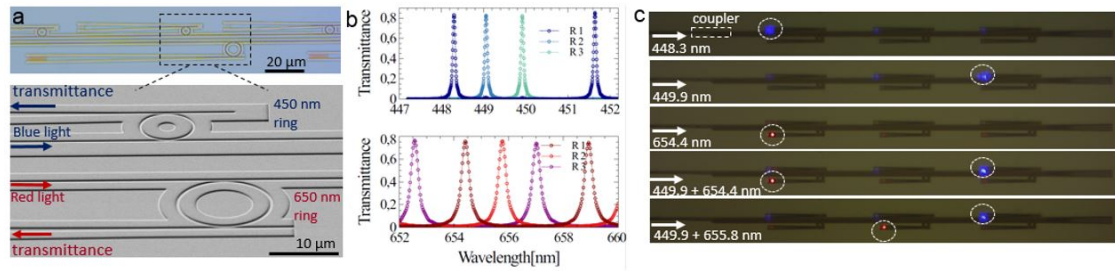 a
20 µm
transmittance
450 nm
ring
Blue light
Red light
650 nm
ring
transmittance
10 µm
b
Transmittance
0,8
0,6
0,4
0,2
0
R 1
R 2
R 3
447
448
449
450
451
452
Transmittance
0,8
0,6
0,4
0,2
0
R 1
R 2
R 3
652
654
656
658
660
Wavelength[nm]
c
coupler
448.3 nm
449.9 nm
654.4 nm
449.9 + 654.4 nm
449.9 + 655.8 nm